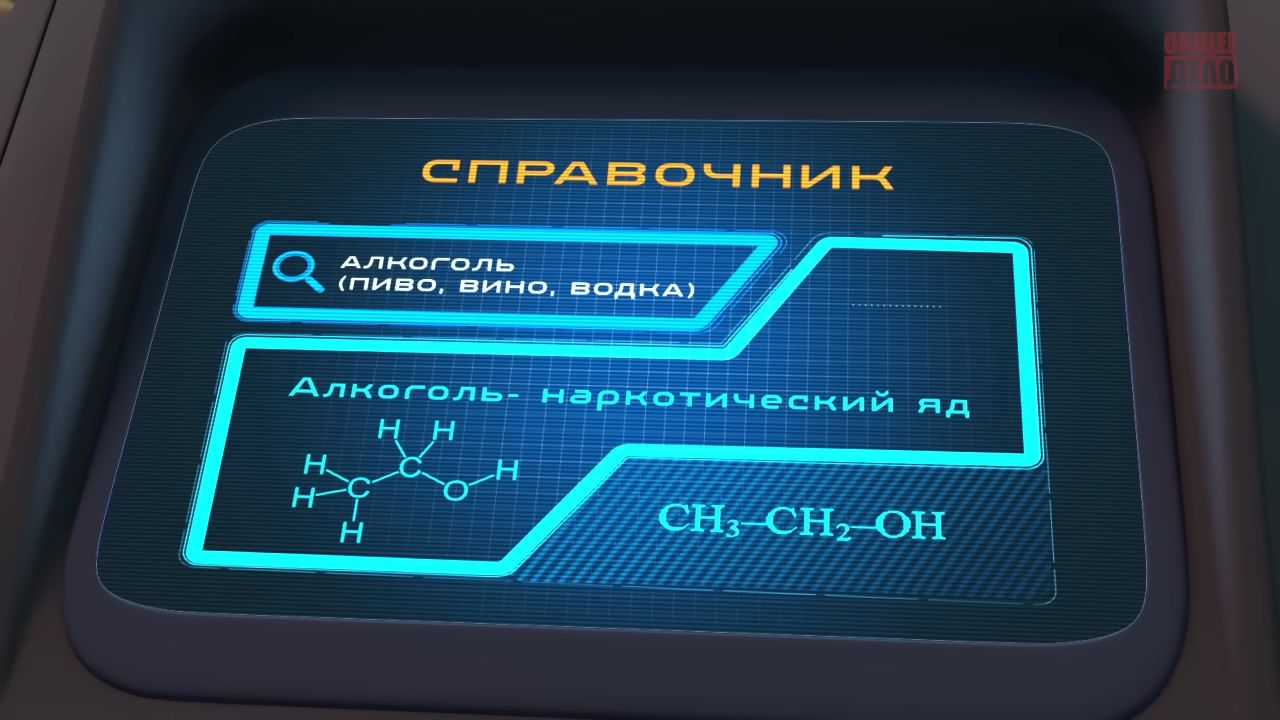 ОБЩЕЕ
ДЕЛО
СПРАВОЧНИК
АЛКОГОЛЬ
(ПИВО, ВИНО, ВОДКА)
Алкоголь- наркотический яд
H H
H C H
H C O
H
CH₃–CH₂–OH